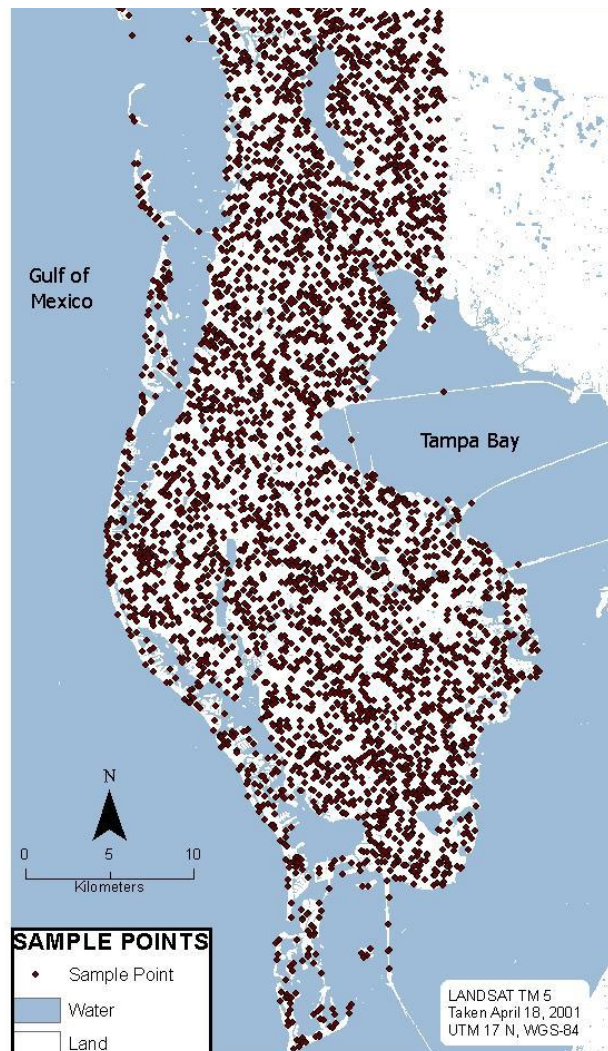 Gulf of
Mexico
Tampa Bay
N
0 5 10
Kilometers
SAMPLE POINTS
Sample Point
Water
Land
LANDSAT TM 5
Taken April 18, 2001
UTM 17 N, WGS-84